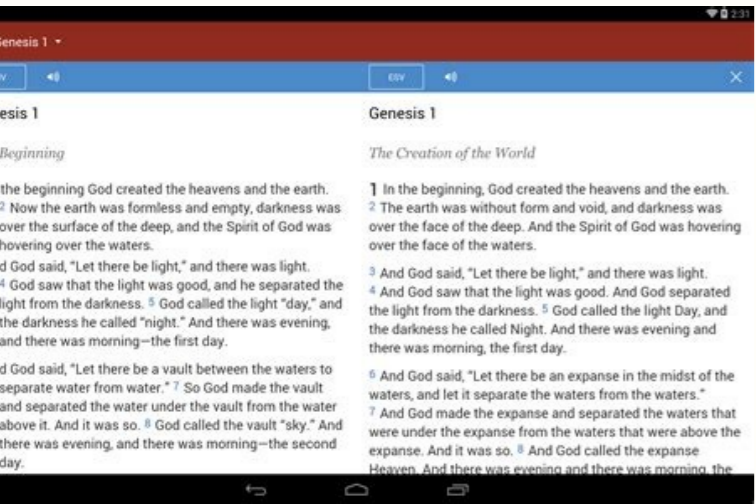 2:31
Genesis 1
V
ESV
esis 1
Beginning
the beginning God created the heavens and the earth.
2 Now the earth was formless and empty, darkness was
over the surface of the deep, and the Spirit of God was
hovering over the waters.
d God said, "Let there be light," and there was light.
4 God saw that the light was good, and he separated the
light from the darkness. 5 God called the light "day," and
the darkness he called "night." And there was evening,
and there was morning—the first day.
d God said, "Let there be a vault between the waters to
separate water from water." 7 So God made the vault
and separated the water under the vault from the water
above it. And it was so. 8 God called the vault "sky." And
there was evening, and there was morning—the second
day.
Genesis 1
The Creation of the World
1 In the beginning, God created the heavens and the earth.
2 The earth was without form and void, and darkness was
over the face of the deep. And the Spirit of God was hovering
over the face of the waters.
3 And God said, "Let there be light," and there was light.
4 And God saw that the light was good. And God separated
the light from the darkness. 5 God called the light Day, and
the darkness he called Night. And there was evening and
there was morning, the first day.
6 And God said, "Let there be an expanse in the midst of the
waters, and let it separate the waters from the waters."
7 And God made the expanse and separated the waters that
were under the expanse from the waters that were above the
expanse. And it was so. 8 And God called the expanse
Heaven. And there was evening and there was morning, the